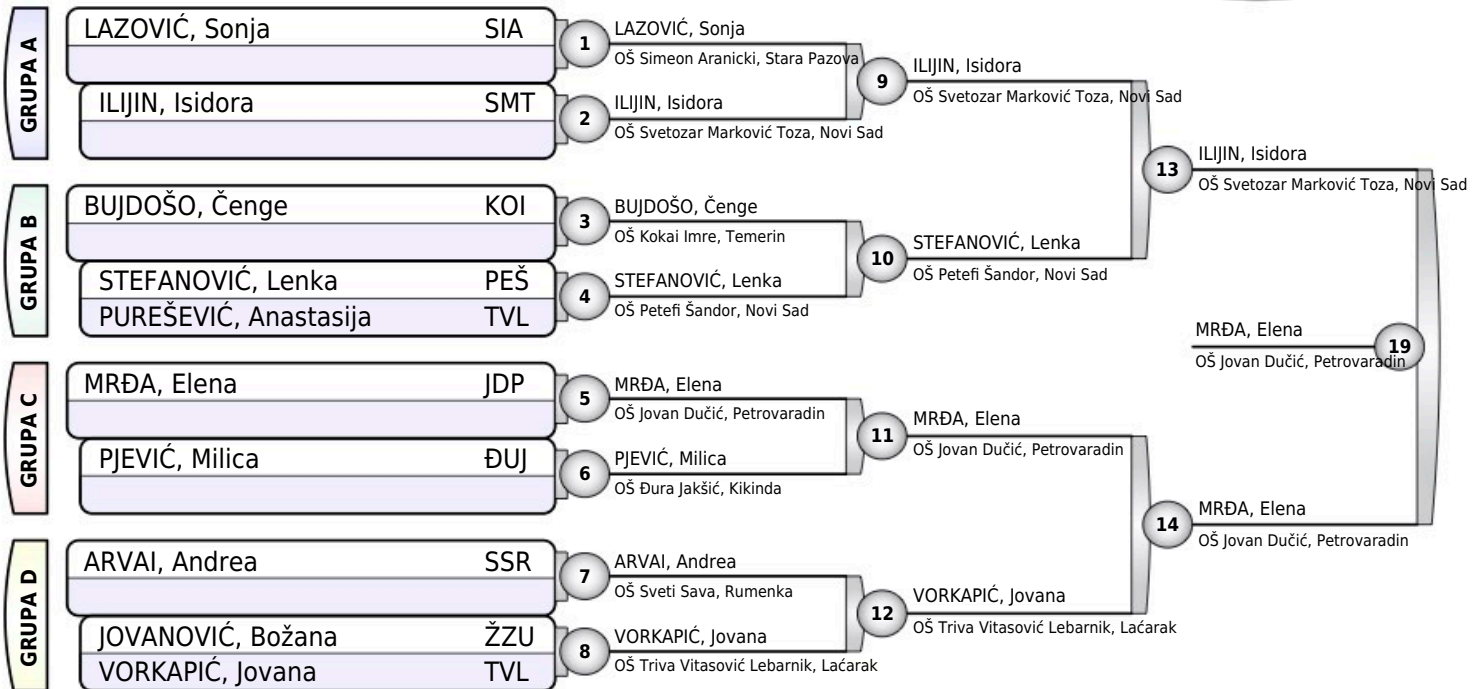 GRUPA A
LAZOVIĆ, Sonja SIA
ILIJIN, Isidora SMT
GRUPA B
BUJDOŠO, Čenge KOI
STEFANOVIĆ, Lenka PEŠ
PUREŠEVIĆ, Anastasija TVL
GRUPA C
MRĐA, Elena JDP
PJEVIĆ, Milica ĐUJ
GRUPA D
ARVAI, Andrea SSR
JOVANOVIĆ, Božana ŽZU
VORKAPIĆ, Jovana TVL
1
LAZOVIĆ, Sonja
OŠ Simeon Aranicki, Stara Pazova
2
ILIJIN, Isidora
OŠ Svetozar Marković Toza, Novi Sad
3
BUJDOŠO, Čenge
OŠ Kokai Imre, Temerin
4
STEFANOVIĆ, Lenka
OŠ Petefi Šandor, Novi Sad
5
MRĐA, Elena
OŠ Jovan Dučić, Petrovaradin
6
PJEVIĆ, Milica
OŠ Đura Jakšić, Kikinda
7
ARVAI, Andrea
OŠ Sveti Sava, Rumenka
8
VORKAPIĆ, Jovana
OŠ Triva Vitasović Lebarnik, Laćarak
9
ILIJIN, Isidora
OŠ Svetozar Marković Toza, Novi Sad
10
STEFANOVIĆ, Lenka
OŠ Petefi Šandor, Novi Sad
11
MRĐA, Elena
OŠ Jovan Dučić, Petrovaradin
12
VORKAPIĆ, Jovana
OŠ Triva Vitasović Lebarnik, Laćarak
13
ILIJIN, Isidora
OŠ Svetozar Marković Toza, Novi Sad
14
MRĐA, Elena
OŠ Jovan Dučić, Petrovaradin
19
MRĐA, Elena
OŠ Jovan Dučić, Petrovaradin